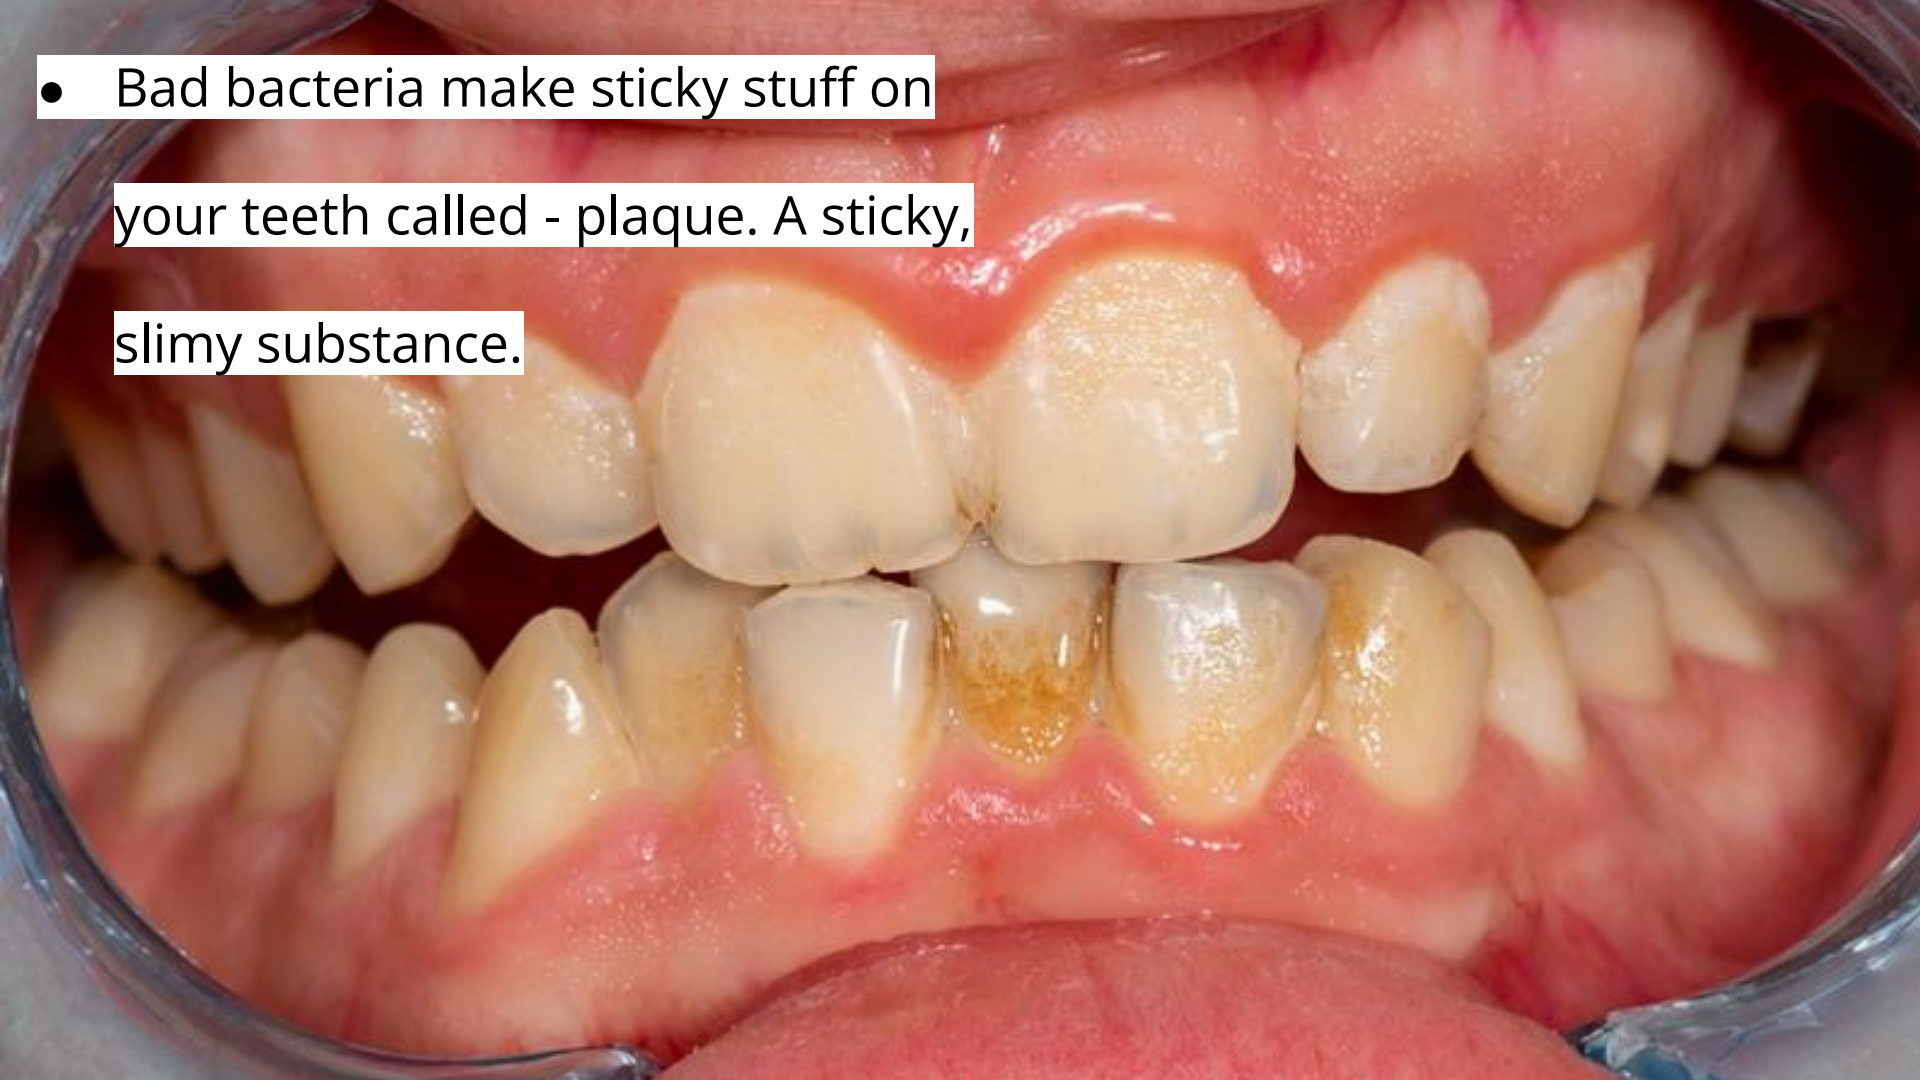 ● Bad bacteria make sticky stuff on
your teeth called - plaque. A sticky,
slimy substance.